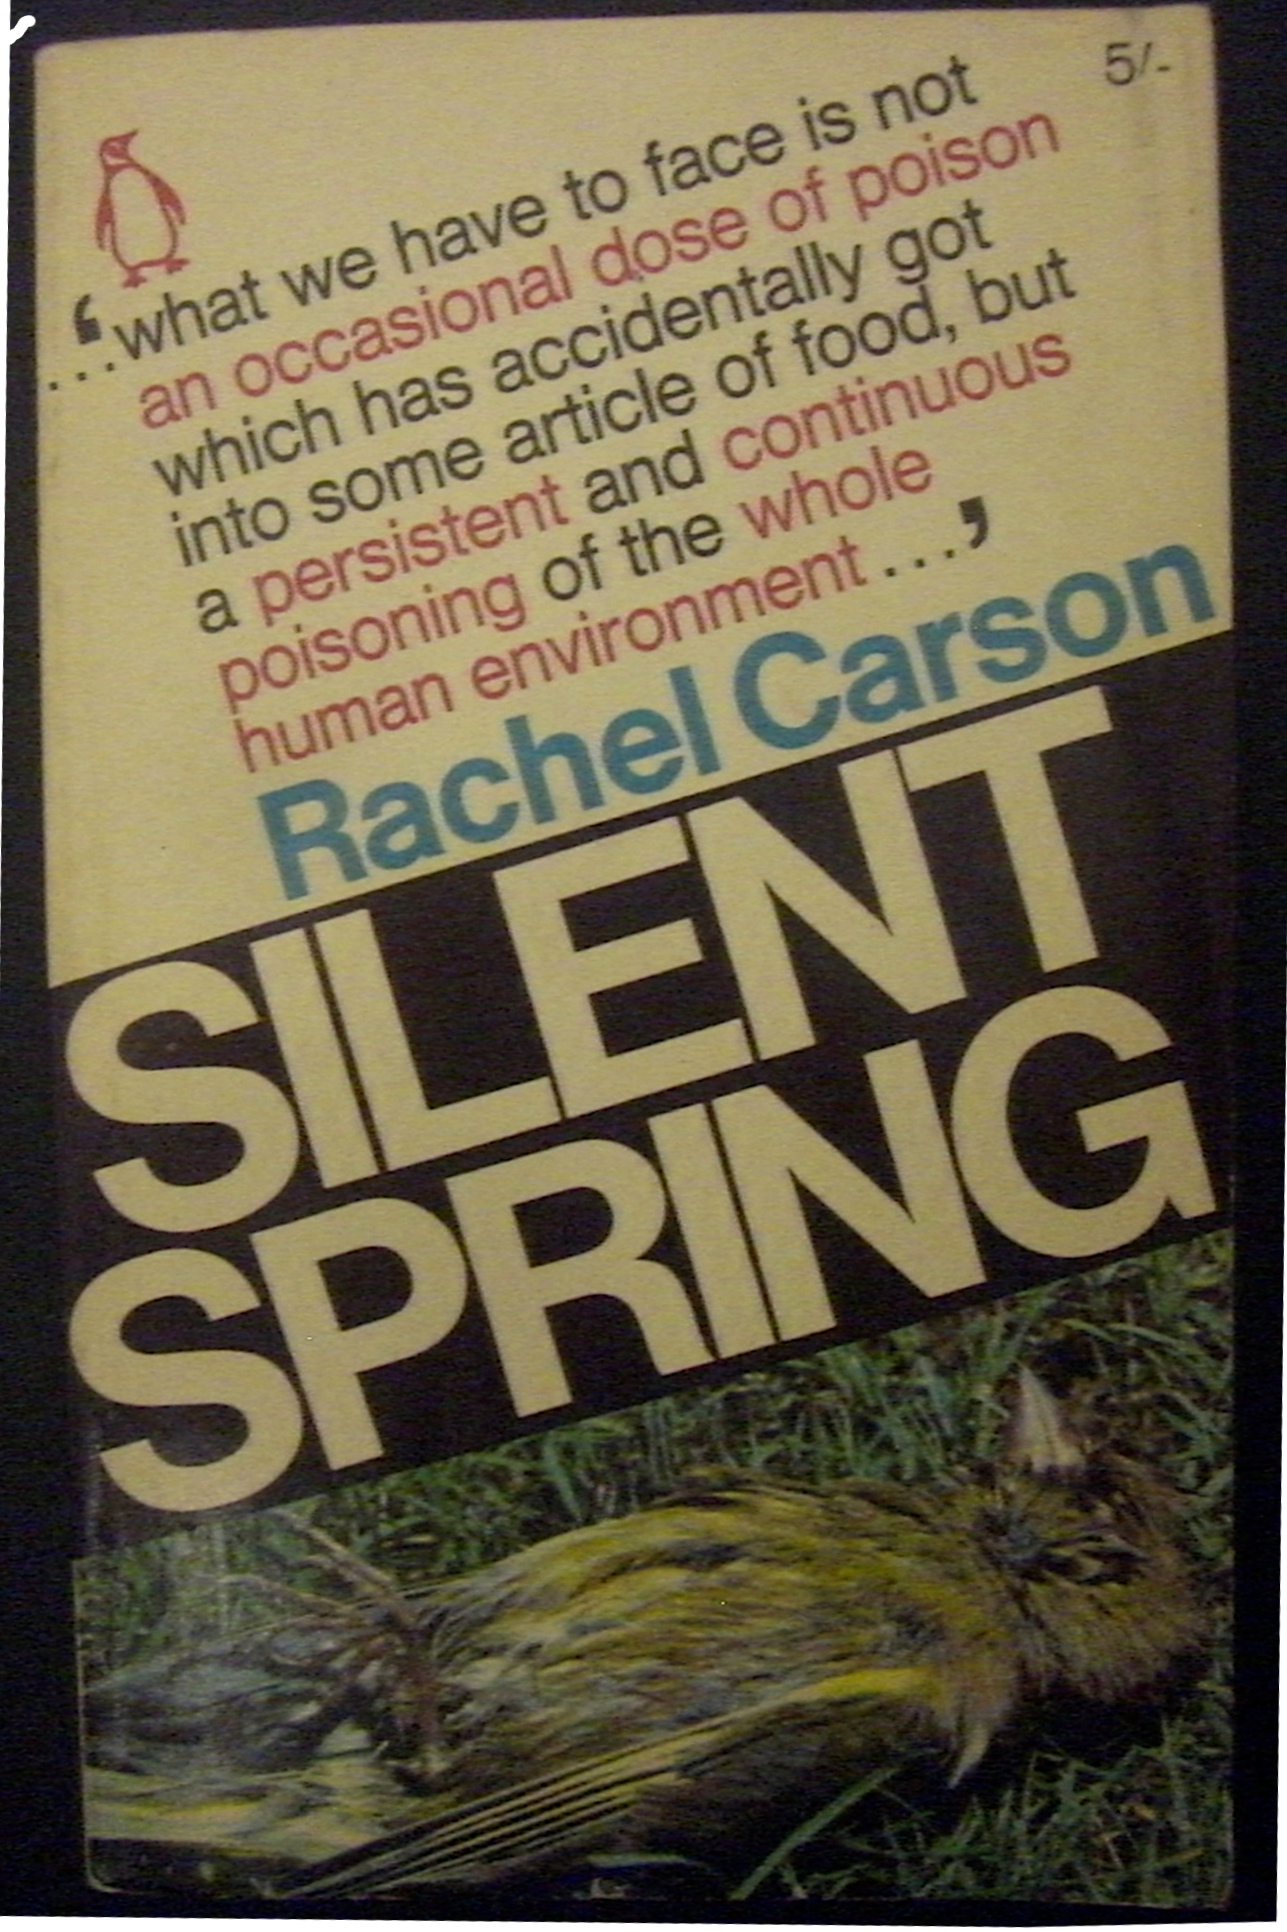 5/-
‘
...what we have to face is not
an occasional dose of poison
which has accidentally got
into some article of food, but
a persistent and continuous
poisoning of the whole
human environment...’
Rachel Carson
SILENT
SPRING